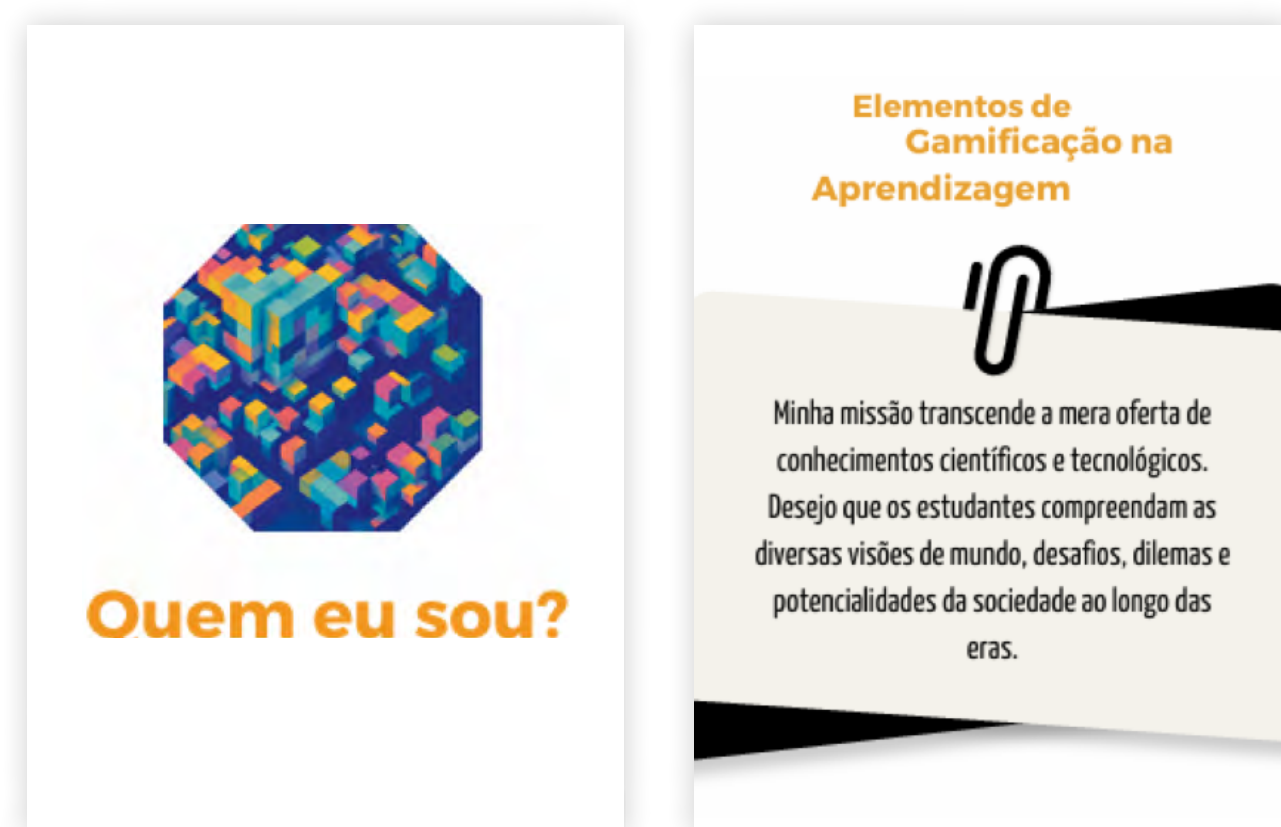 Quem eu sou?
Elementos de
Gamificação na
Aprendizagem
Minha missão transcende a mera oferta de
conhecimentos científicos e tecnológicos.
Desejo que os estudantes compreendam as
diversas visões de mundo, desafios, dilemas e
potencialidades da sociedade ao longo das
eras.